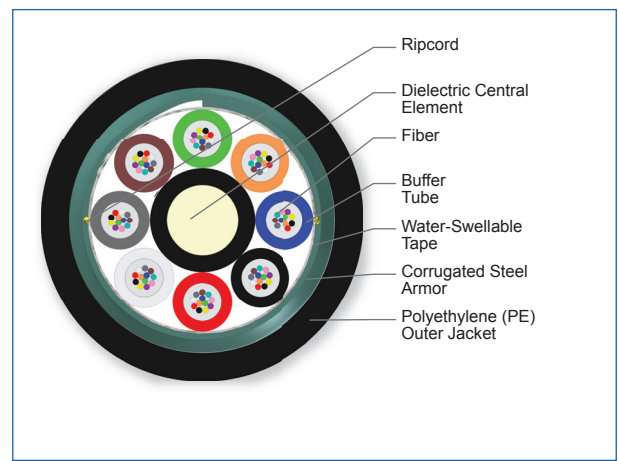 Ripcord
Dielectric Central
Element
Fiber
Buffer
Tube
Water-Swellable
Tape
Corrugated Steel
Armor
Polyethylene (PE)
Outer Jacket